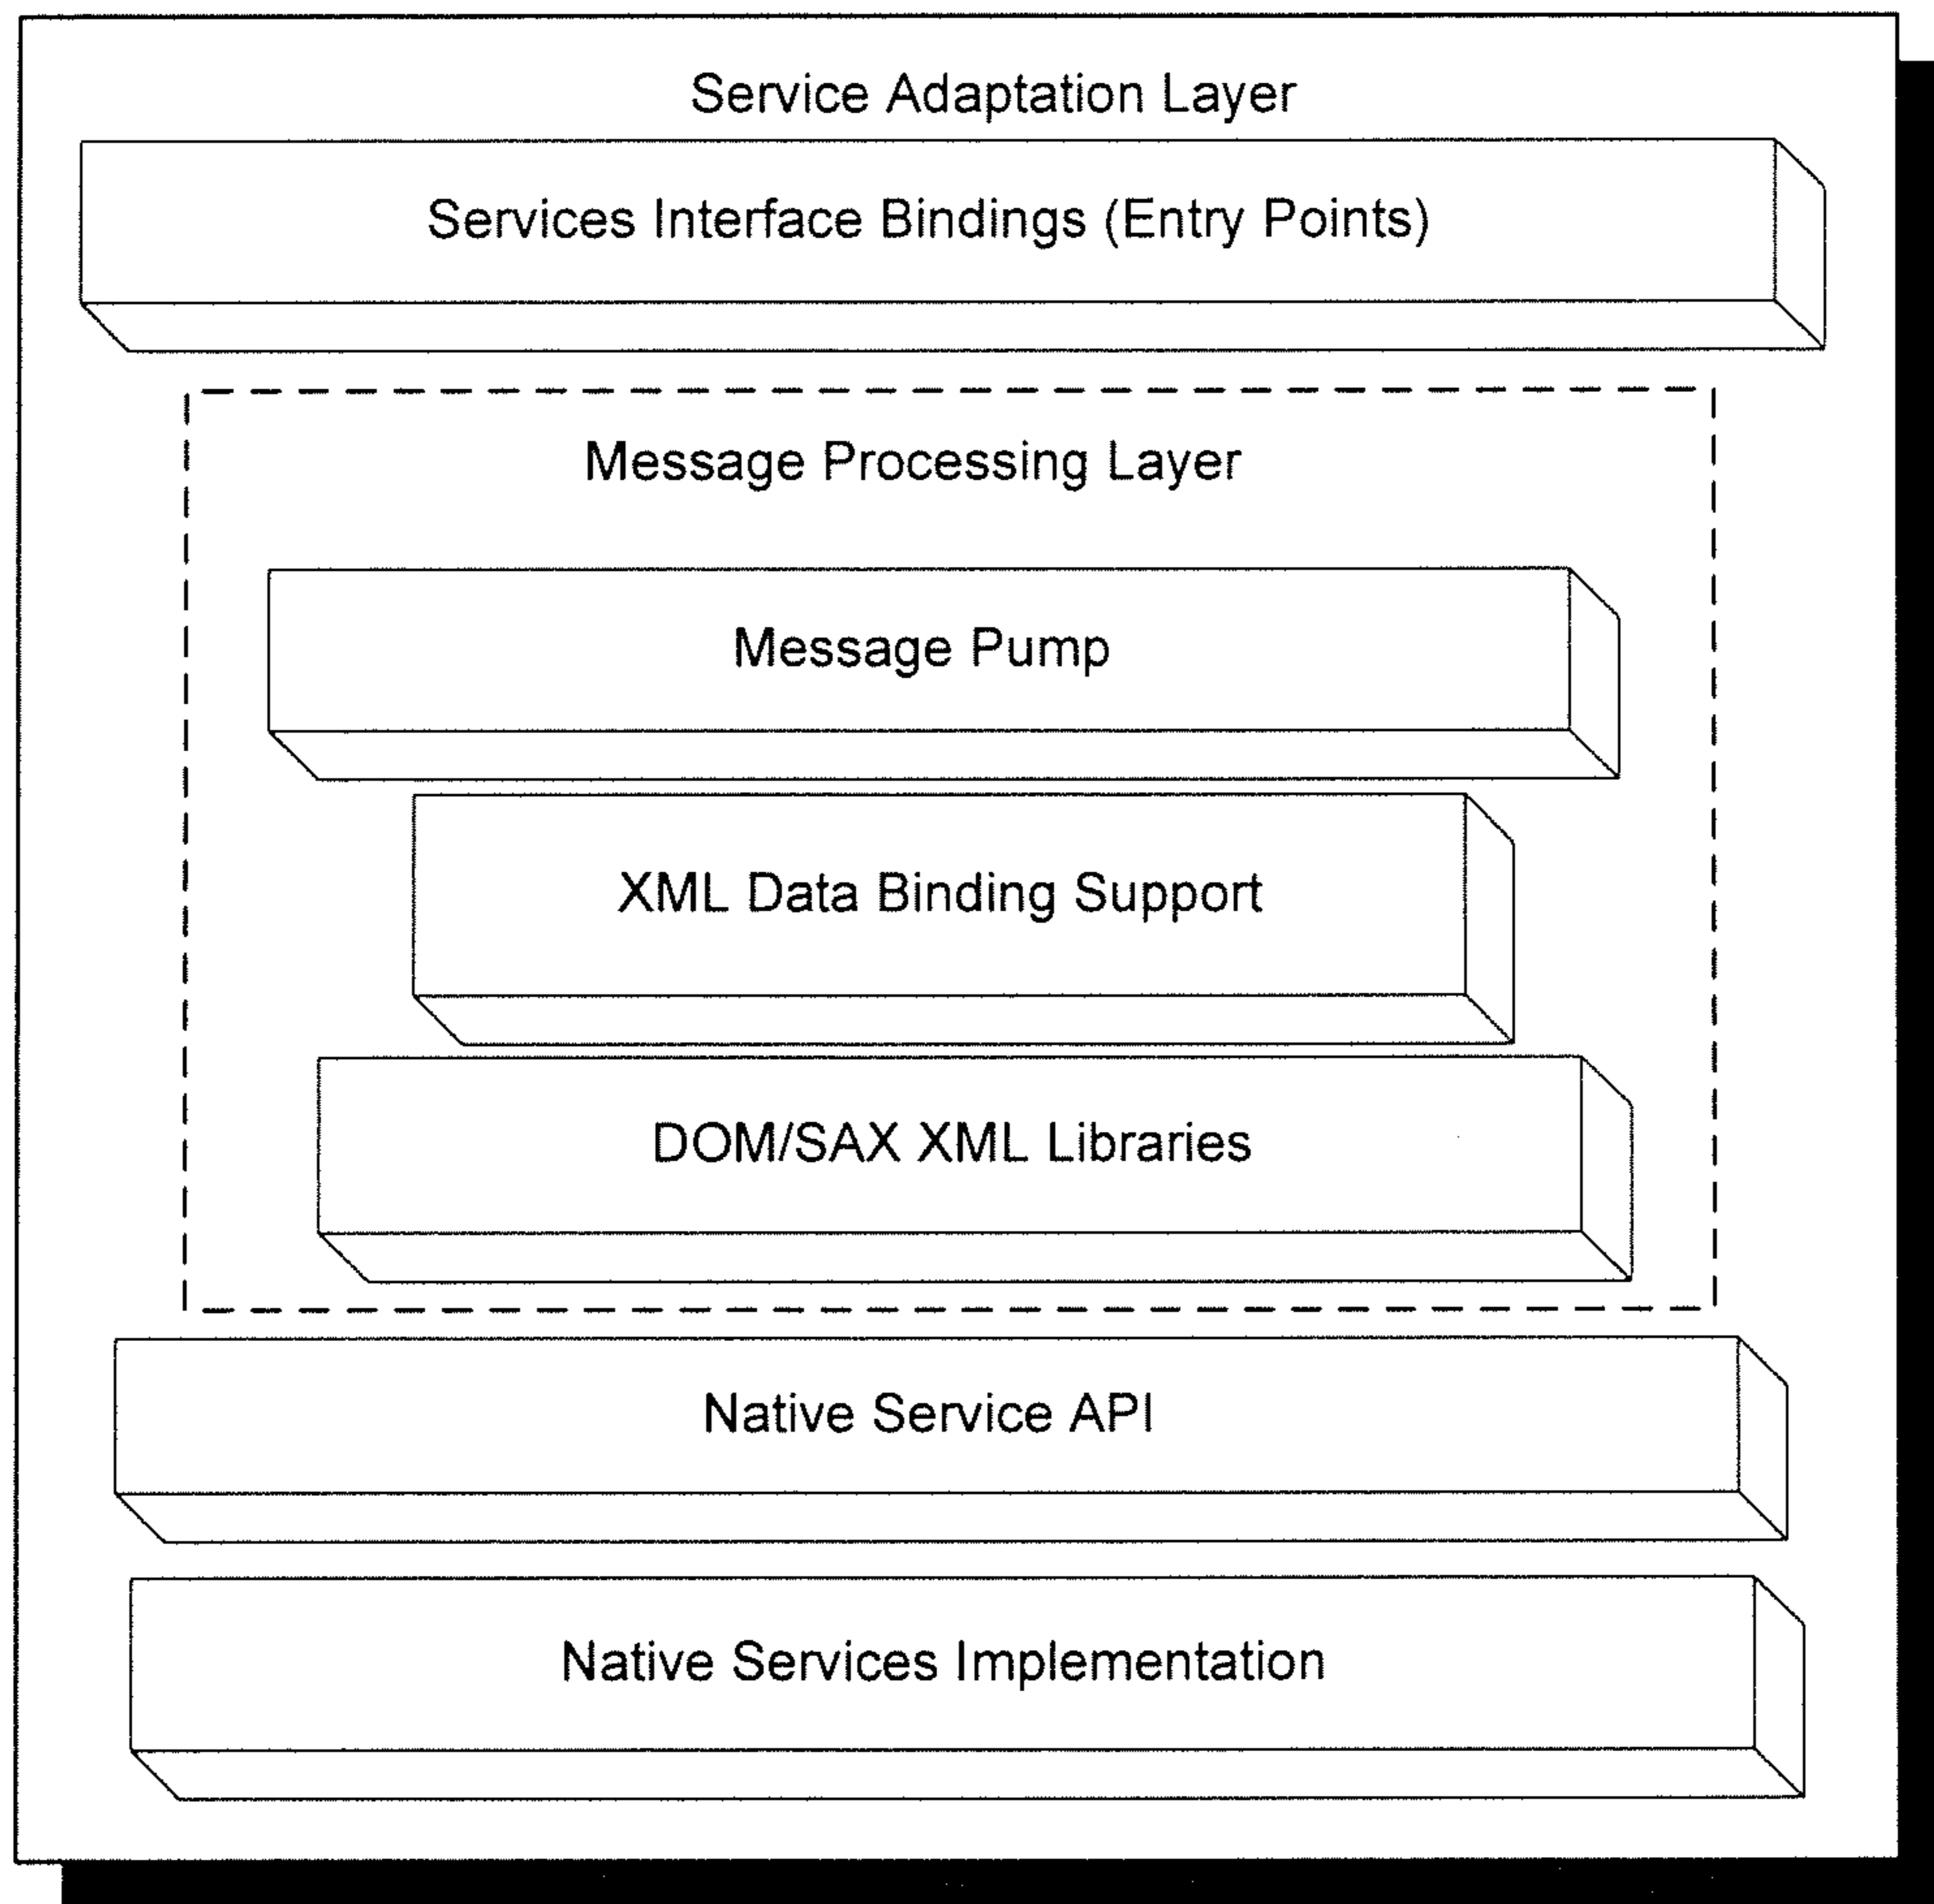 Service Adaptation Layer
Services Interface Bindings (Entry Points)
Message Processing Layer
Message Pump
XML Data Binding Support
DOM/SAX XML Libraries
Native Service API
Native Services Implementation